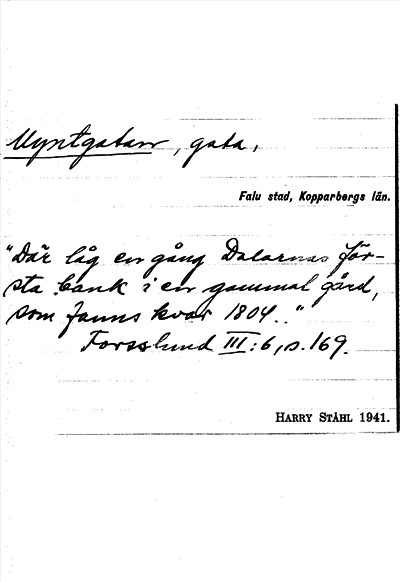 Myntgatan, gata,
Falu stad, Kopparbergs län.
"Där låg en gång Dalarnas för-
sta bank i en gammal gård,
som fanns kvar 1804.."
Forsslund III:6, s. 169.
HARRY STÅHL 1941.